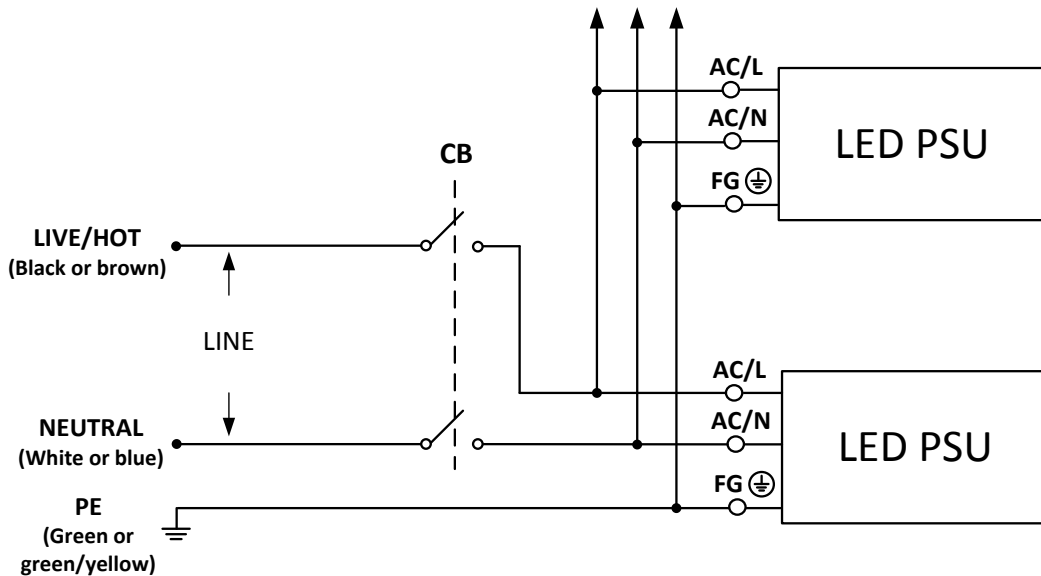 AC/L
AC/N
LED PSU
FG
CB
LIVE/HOT
(Black or brown)
LINE
NEUTRAL
(White or blue)
PE
(Green or
green/yellow)
AC/L
AC/N
LED PSU
FG